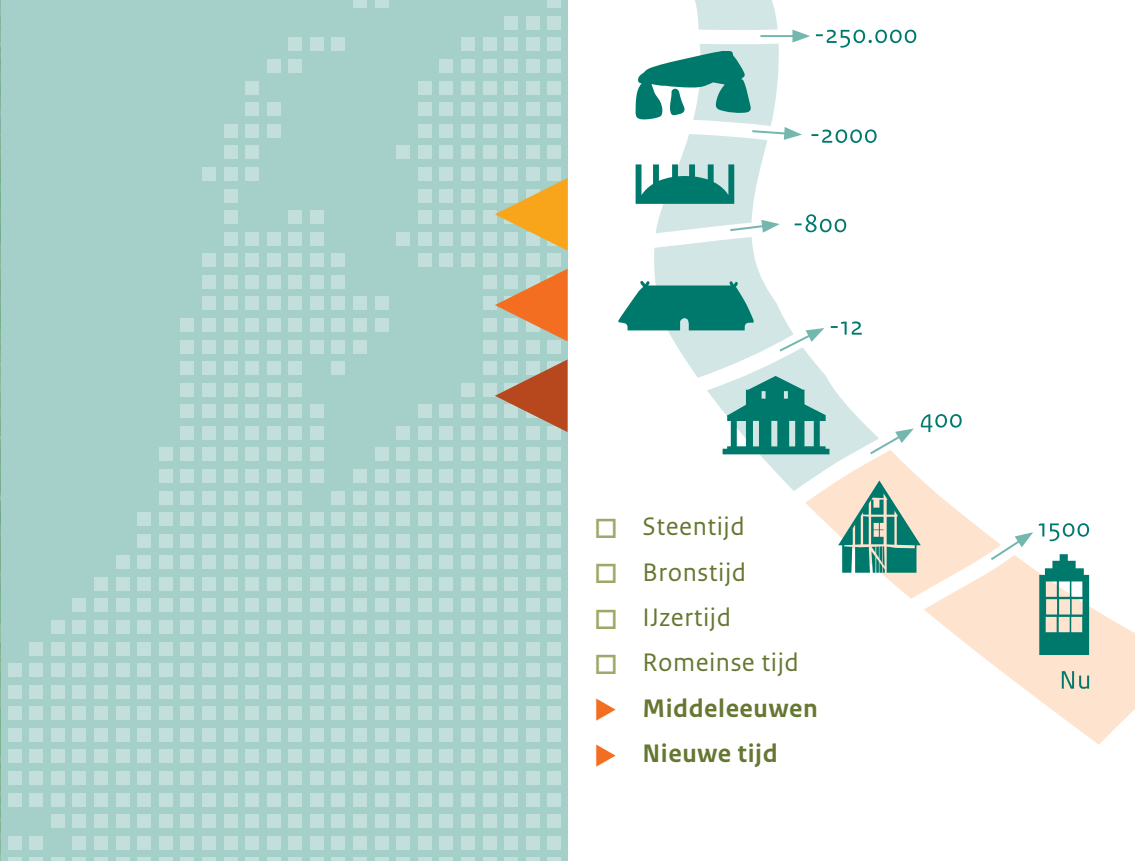 -250.000
-2000
-800
-12
400
1500
Nu
Steentijd
Bronstijd
IJzertijd
Romeinse tijd
Middeleeuwen
Nieuwe tijd